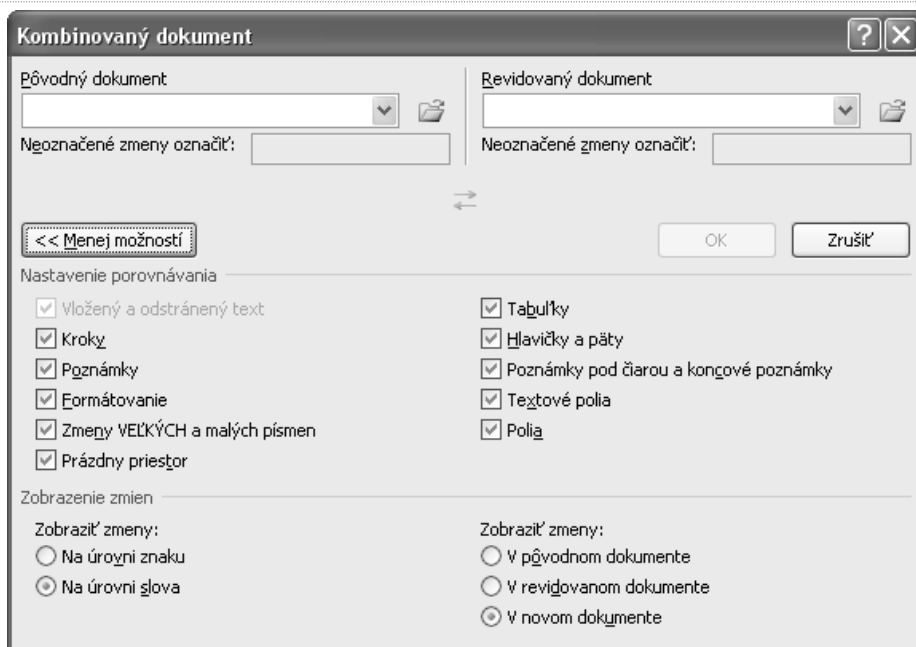 Kombinovaný dokument
Pôvodný dokument
Revidovaný dokument
Neoznačené zmeny označiť:
Neoznačené zmeny označiť:
<< Menej možností
OK
Zrušiť
Nastavenie porovnávania
Vložený a odstránený text
Kroky
Poznámky
Formátovanie
Zmeny VEĽKÝCH a malých písmen
Prázdny priestor
Tabuľky
Hlavičky a päty
Poznámky pod čiarou a koncové poznámky
Textové polia
Polia
Zobrazenie zmien
Zobraziť zmeny:
Na úrovni znaku
Na úrovni slova
Zobraziť zmeny:
V pôvodnom dokumente
V revidovanom dokumente
V novom dokumente